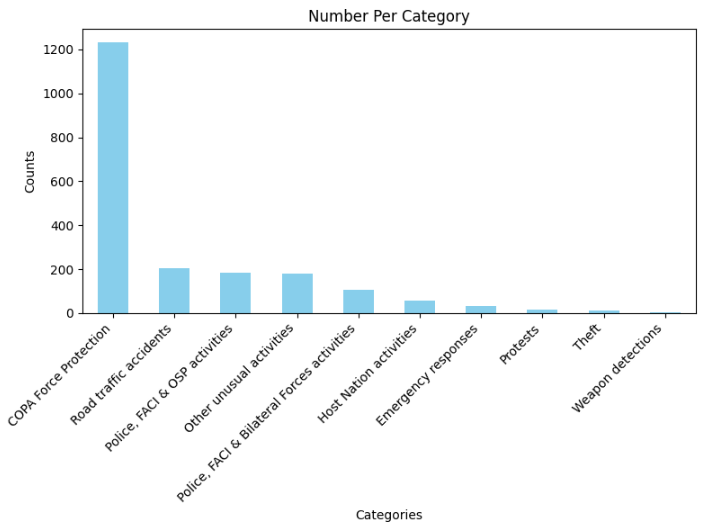 Number Per Category
Counts
1200
1000
800
600
400
200
0
COPA Force Protection
Road traffic accidents
Police, FACI & OSP activities
Other unusual activities
Police, FACI & Bilateral Forces activities
Host Nation activities
Emergency responses
Protests
Theft
Weapon detections
Categories